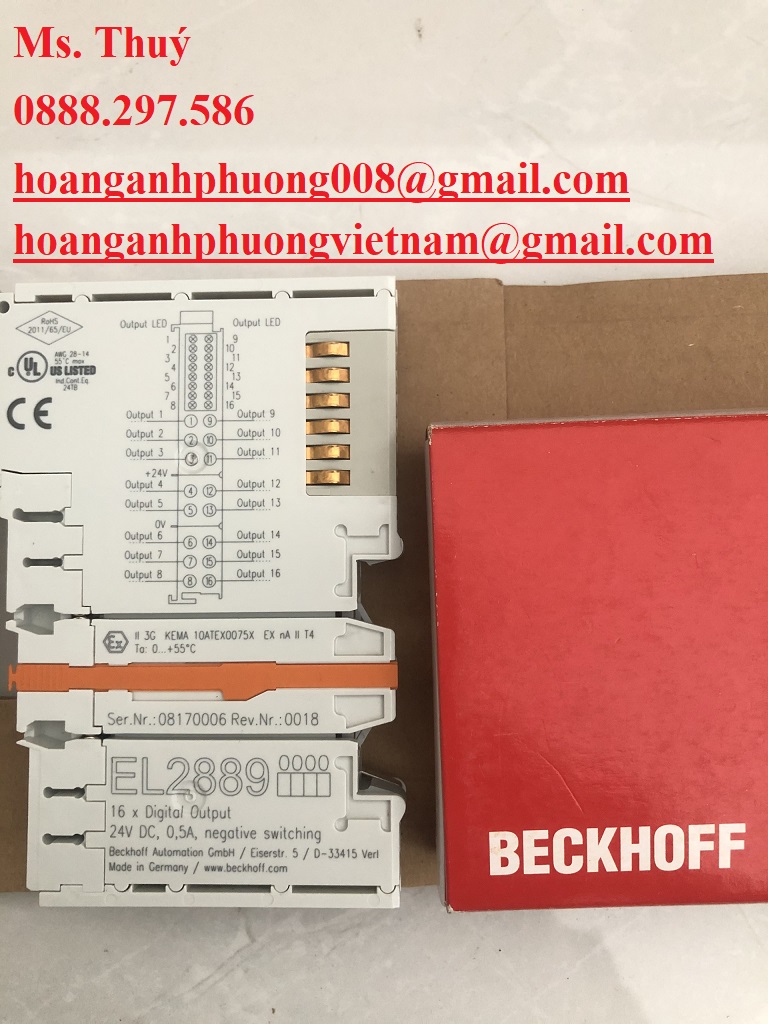 Ms. Thuý
0888.297.586
hoanganhphuong008@gmail.com
hoanganhphuongvietnam@gmail.com
RoHS
2011/65/EU
Output LED Output LED
1 9
2 10
3 11
4 12
5 13
6 14
7 15
8 16
AWG 28-14
55°C max
c UL US LISTED
Ind.Cont.Eq.
24TB
CE
Output 1 1 9 Output 9
Output 2 2 10 Output 10
Output 3 3 11 Output 11
+24V
Output 4 4 12 Output 12
Output 5 5 13 Output 13
0V
Output 6 6 14 Output 14
Output 7 7 15 Output 15
Output 8 8 16 Output 16
Ex II 3G KEMA 10ATEX0075X EX nA II T4
Ta: 0...+55°C
Ser.Nr.:08170006 Rev.Nr.:0018
EL2889 0000
16 x Digital Output
24V DC, 0,5A, negative switching
Beckhoff Automation GmbH / Eiserstr. 5 / D-33415 Verl
Made in Germany / www.beckhoff.com
BECKHOFF